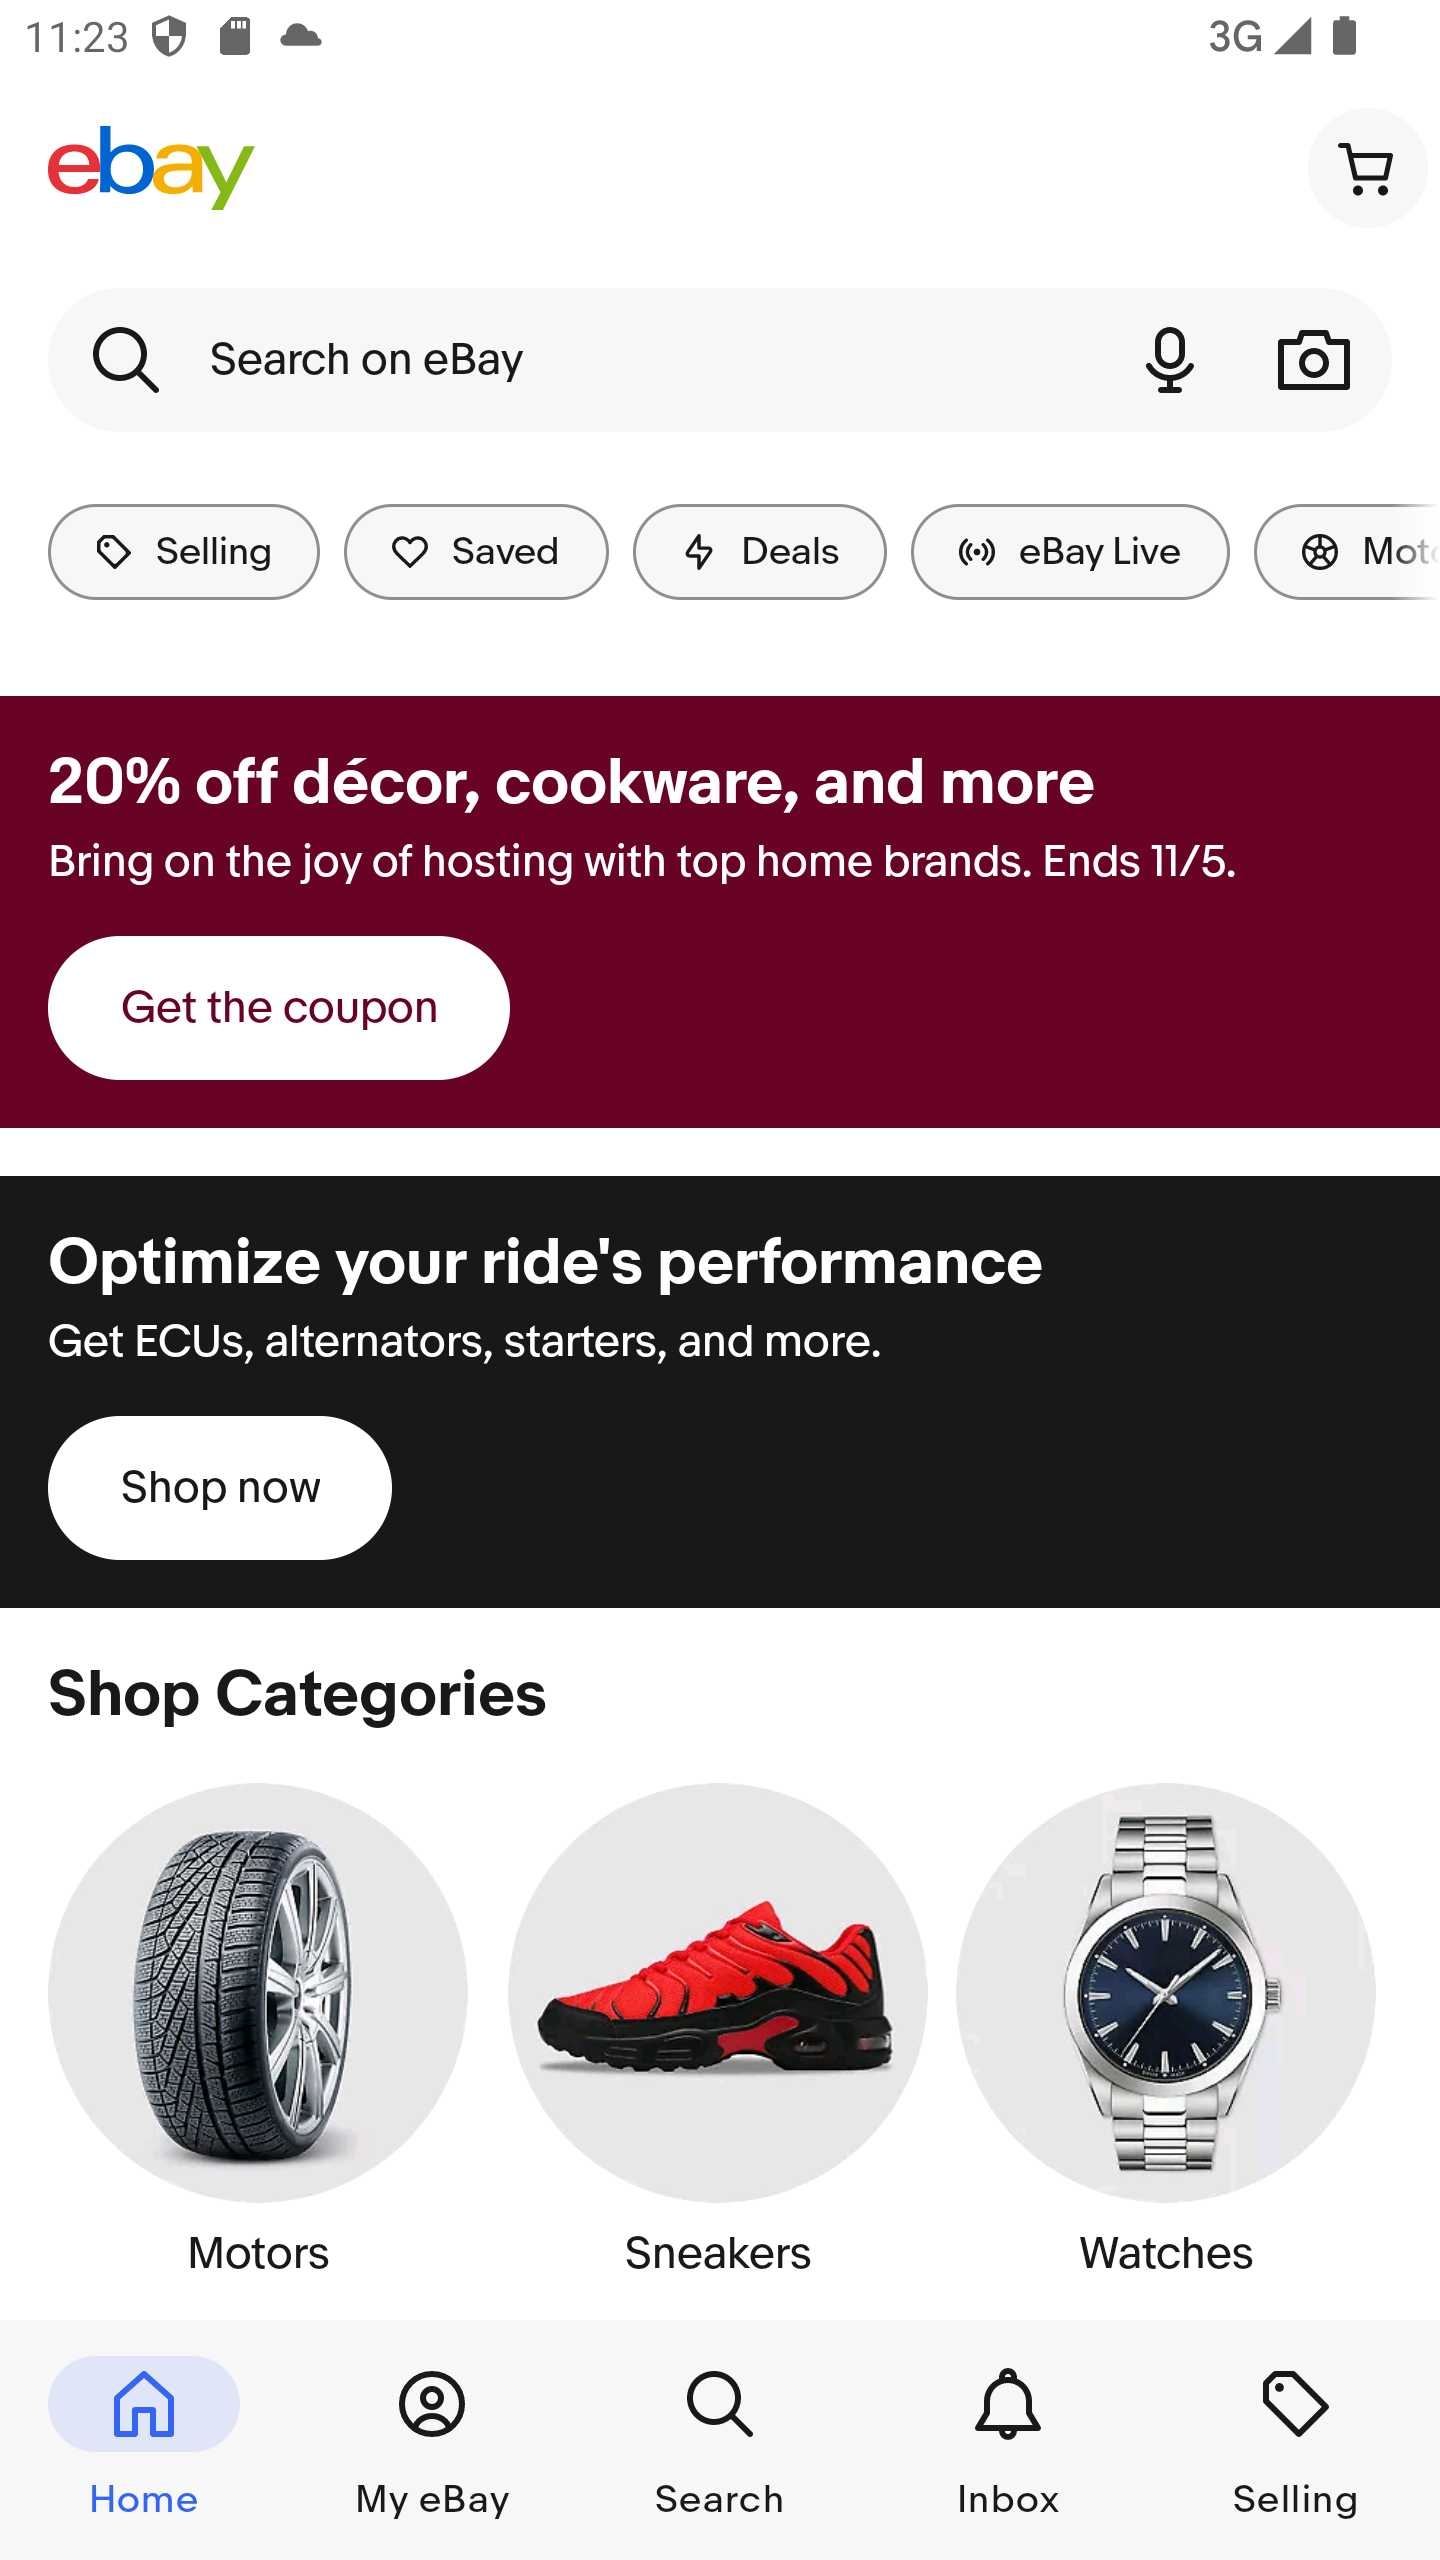 11:23
3G
ebay
Search on eBay
Selling
Saved
Deals
eBay Live
20% off décor, cookware, and more
Bring on the joy of hosting with top home brands. Ends 11/5.
Get the coupon
Optimize your ride's performance
Get ECUs, alternators, starters, and more.
Shop now
Shop Categories
Motors
Sneakers
Watches
Home
My eBay
Search
Inbox
Selling